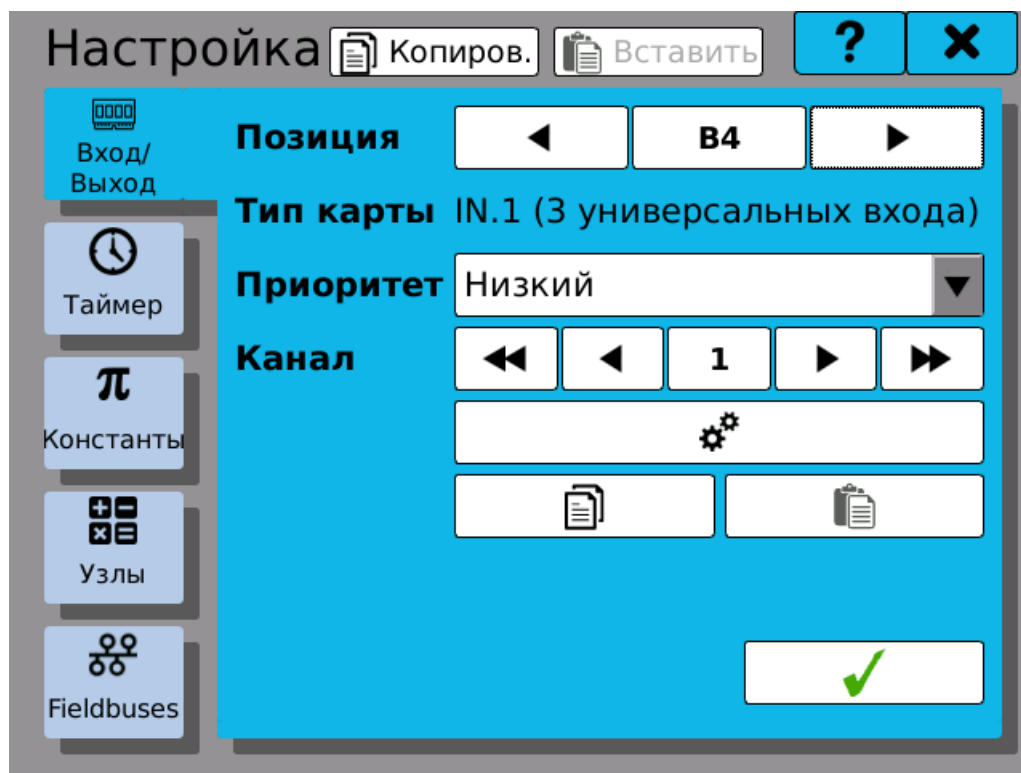 Настройка Копиров. Вставить ?
Вход/
Выход
Позиция B4
Тип карты IN.1 (3 универсальных входа)
Таймер
Приоритет Низкий
Канал 1
π
Константы
Узлы
Fieldbuses